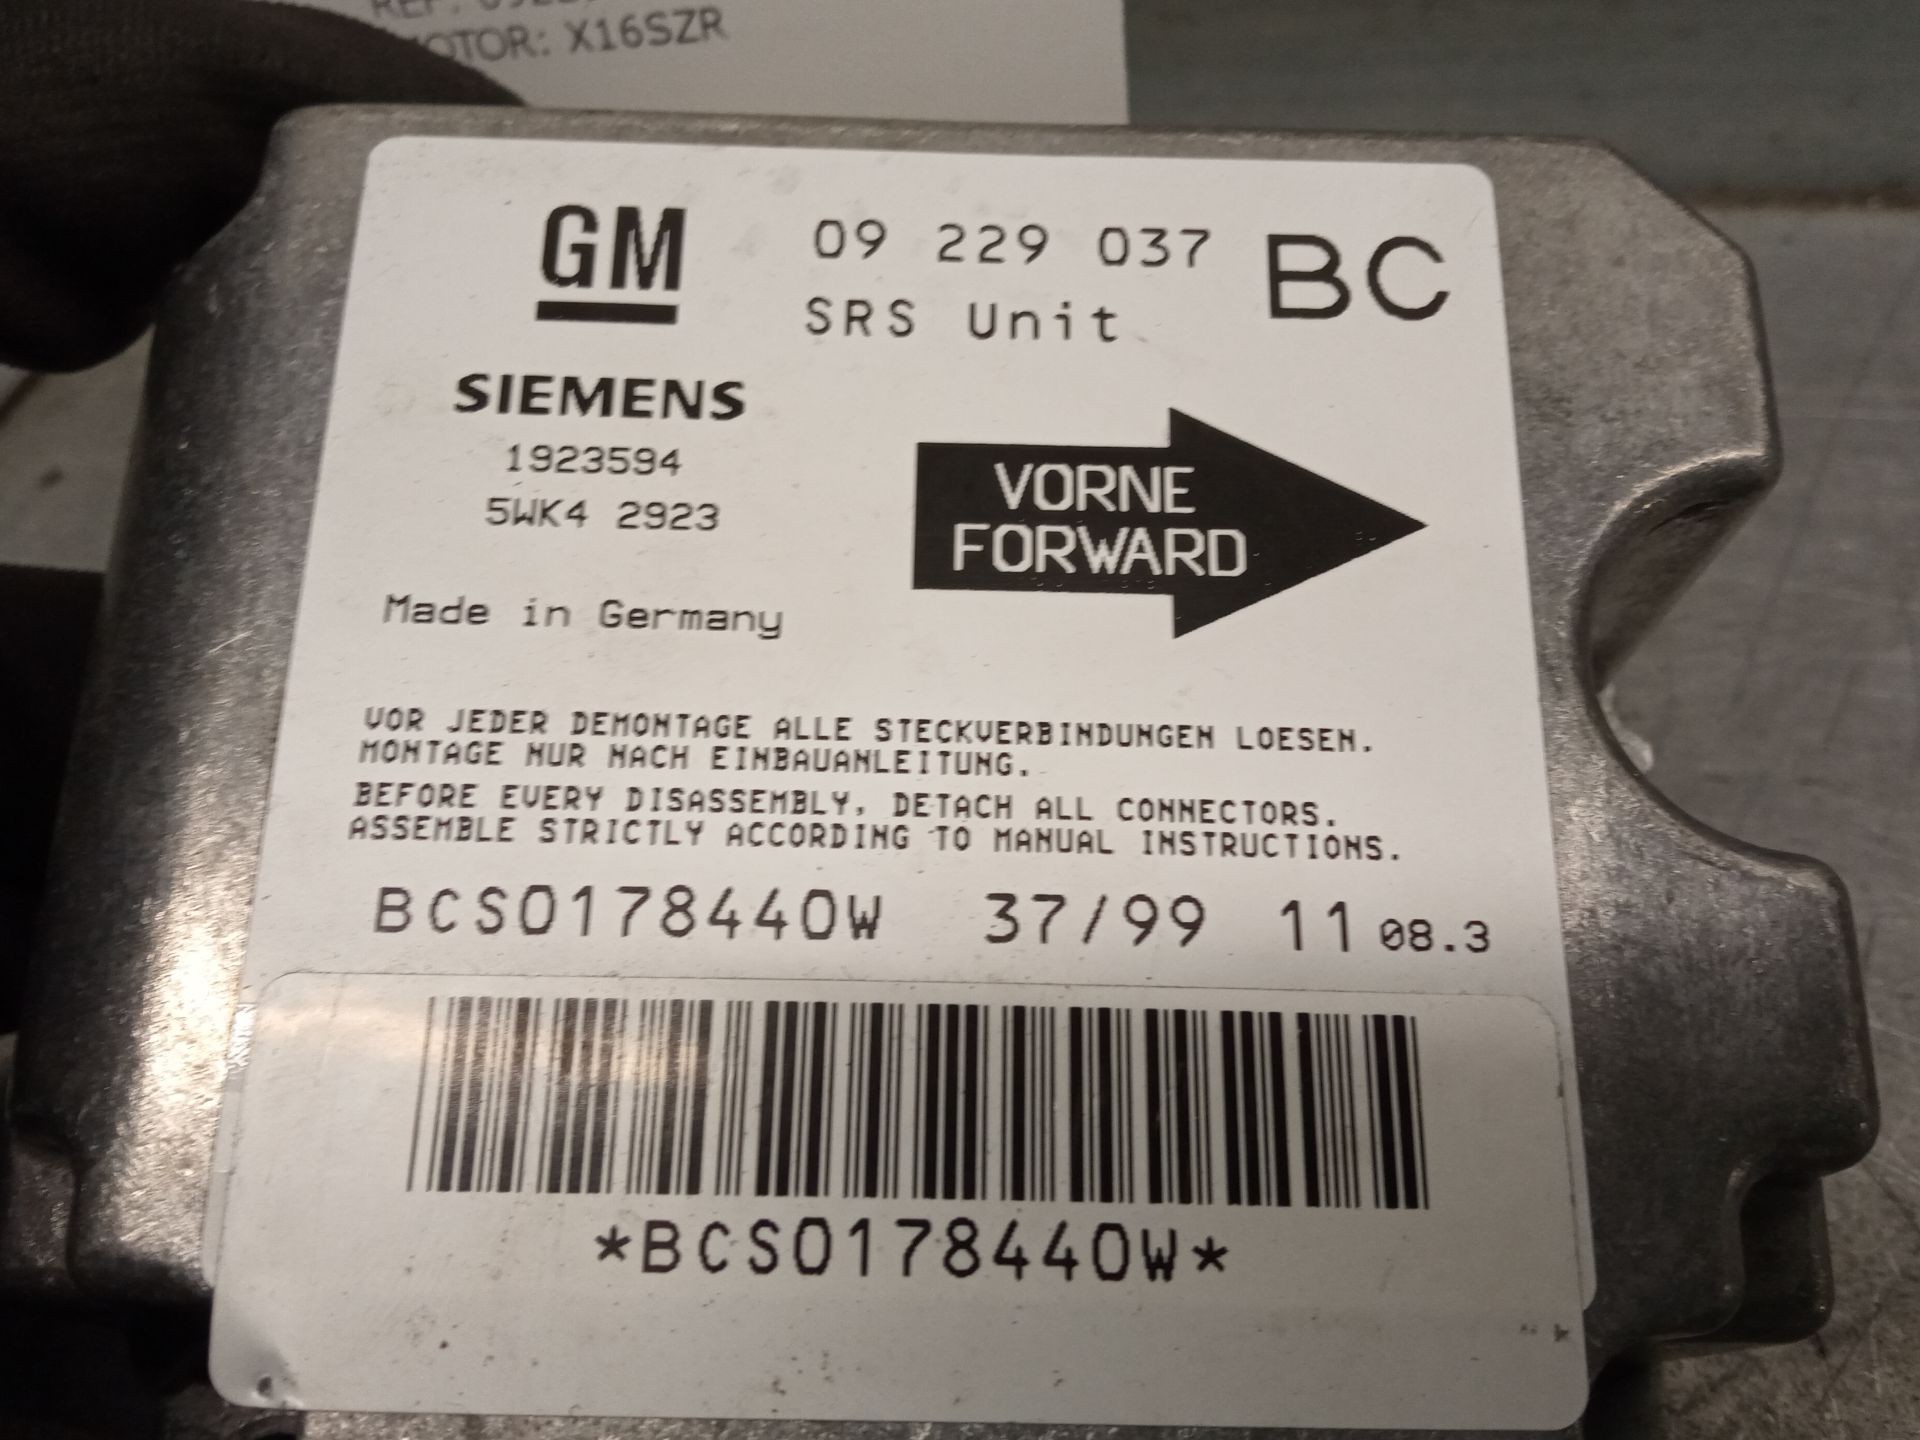 MOTOR: X16SZR
GM
09 229 037 BC
SRS Unit
SIEMENS
1923594
5WK4 2923
VORNE
FORWARD
Made in Germany
VOR JEDER DEMONTAGE ALLE STECKVERBINDUNGEN LOESEN.
MONTAGE NUR NACH EINBAUANLEITUNG.
BEFORE EVERY DISASSEMBLY, DETACH ALL CONNECTORS.
ASSEMBLE STRICTLY ACCORDING TO MANUAL INSTRUCTIONS.
BCS0178440W 37/99 11 08.3
*BCS0178440W*